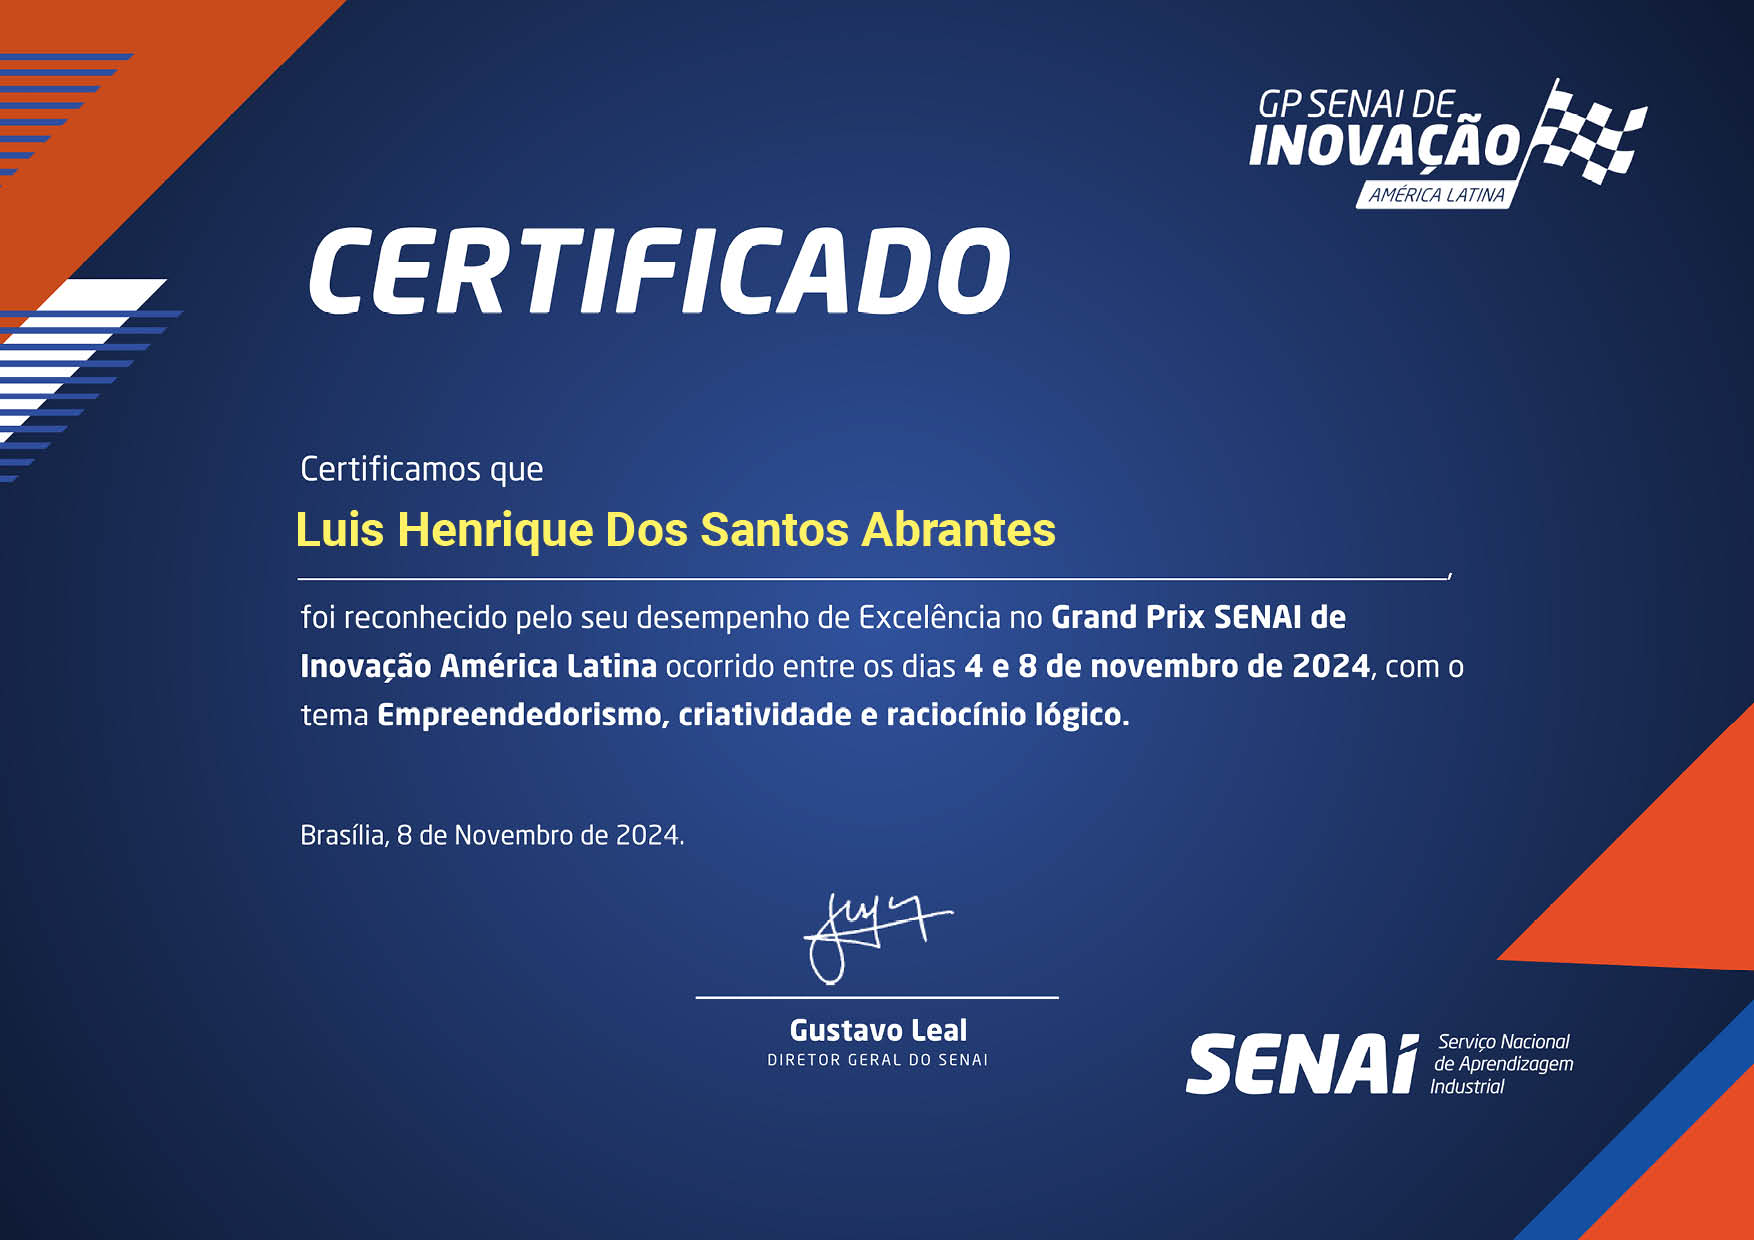 GP SENAI DE
INOVAÇÃO
AMÉRICA LATINA
CERTIFICADO
Certificamos que
Luis Henrique Dos Santos Abrantes
,
foi reconhecido pelo seu desempenho de Excelência no Grand Prix SENAI de
Inovação América Latina ocorrido entre os dias 4 e 8 de novembro de 2024, com o
tema Empreendedorismo, criatividade e raciocínio lógico.
Brasília, 8 de Novembro de 2024.
Gustavo Leal
DIRETOR GERAL DO SENAI
SENAI
Serviço Nacional
de Aprendizagem
Industrial